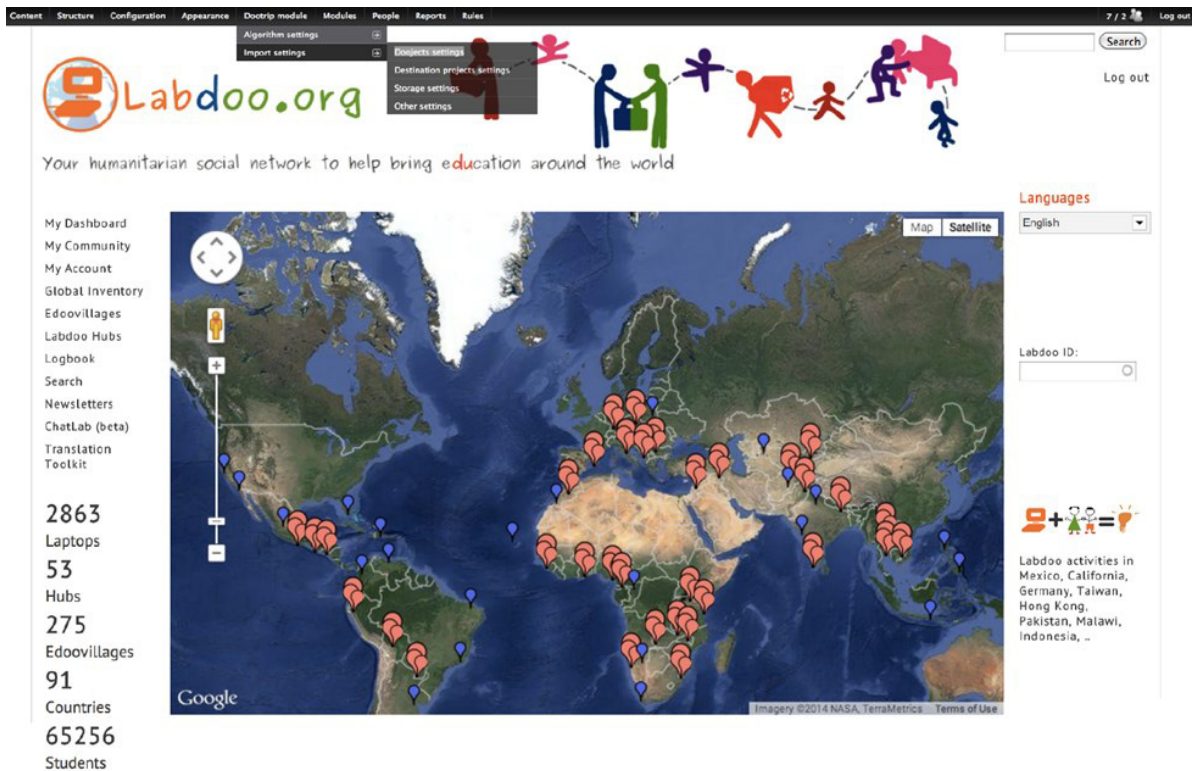 Content Structure Configuration Appearance Dootrip module Modules People Reports Rules 7 / 2 Log out
Algorithm settings
Import settings
Doojects settings
Destination projects settings
Storage settings
Other settings
Search
Log out
Labdoo.org
Your humanitarian social network to help bring education around the world
Languages
English
My Dashboard
My Community
My Account
Global Inventory
Edoovillages
Labdoo Hubs
Logbook
Search
Newsletters
ChatLab (beta)
Translation
Toolkit
2863
Laptops
53
Hubs
275
Edoovillages
91
Countries
65256
Students
Map Satellite
Google
Imagery ©2014 NASA, TerraMetrics Terms of Use
Labdoo ID:
+ =
Labdoo activities in
Mexico, California,
Germany, Taiwan,
Hong Kong,
Pakistan, Malawi,
Indonesia, ..